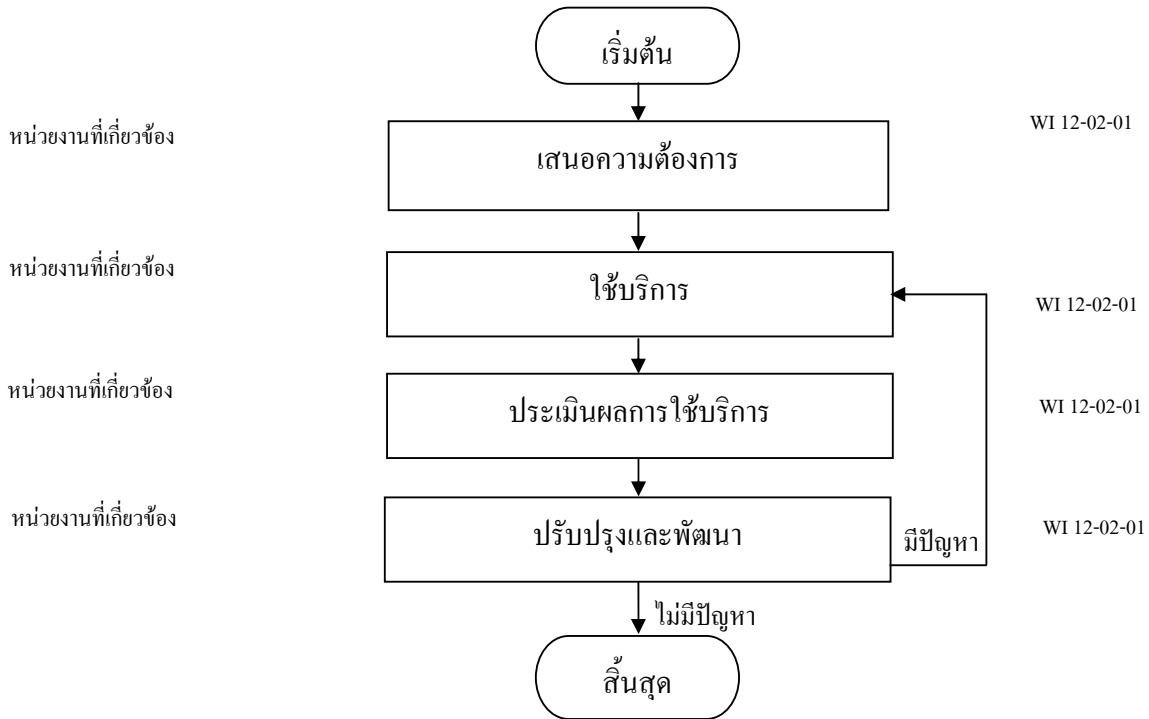 เริ่มต้น
หน่วยงานที่เกี่ยวข้อง
เสนอความต้องการ
WI 12-02-01
หน่วยงานที่เกี่ยวข้อง
ใช้บริการ
WI 12-02-01
หน่วยงานที่เกี่ยวข้อง
ประเมินผลการใช้บริการ
WI 12-02-01
หน่วยงานที่เกี่ยวข้อง
ปรับปรุงและพัฒนา
มีปัญหา
WI 12-02-01
ไม่มีปัญหา
สิ้นสุด